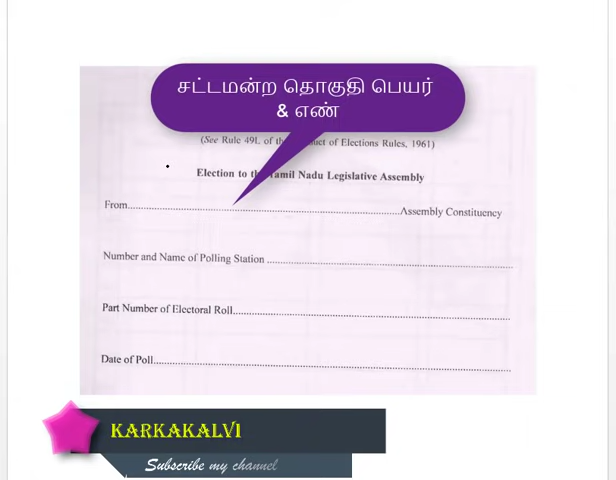 சட்டமன்ற தொகுதி பெயர்
& எண்
(See Rule 49L of the Conduct of Elections Rules, 1961)
Election to the Tamil Nadu Legislative Assembly
From............................................................Assembly Constituency
Number and Name of Polling Station ............................................................
Part Number of Electoral Roll............................................................
Date of Poll............................................................
KARKAKALVI
Subscribe my channel